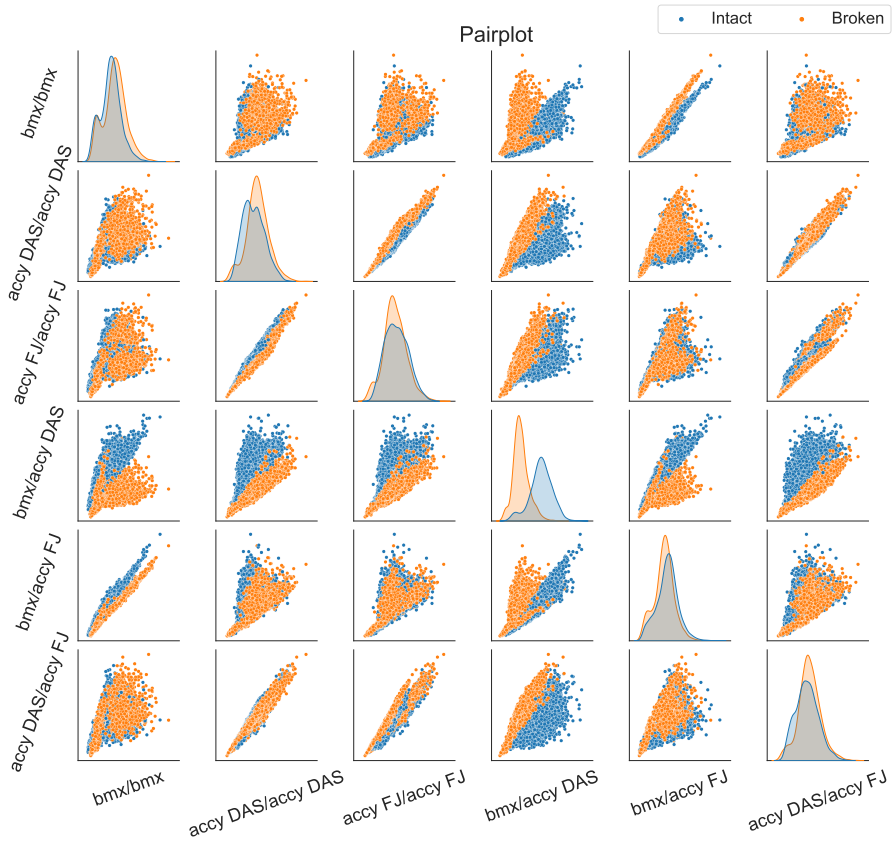 Intact Broken
Pairplot
bmx/bmx
accy DAS/accy DAS
accy FJ/accy FJ
bmx/accy DAS
bmx/accy FJ
accy DAS/accy FJ
bmx/bmx
accy DAS/accy DAS
accy FJ/accy FJ
bmx/accy DAS
bmx/accy FJ
accy DAS/accy FJ